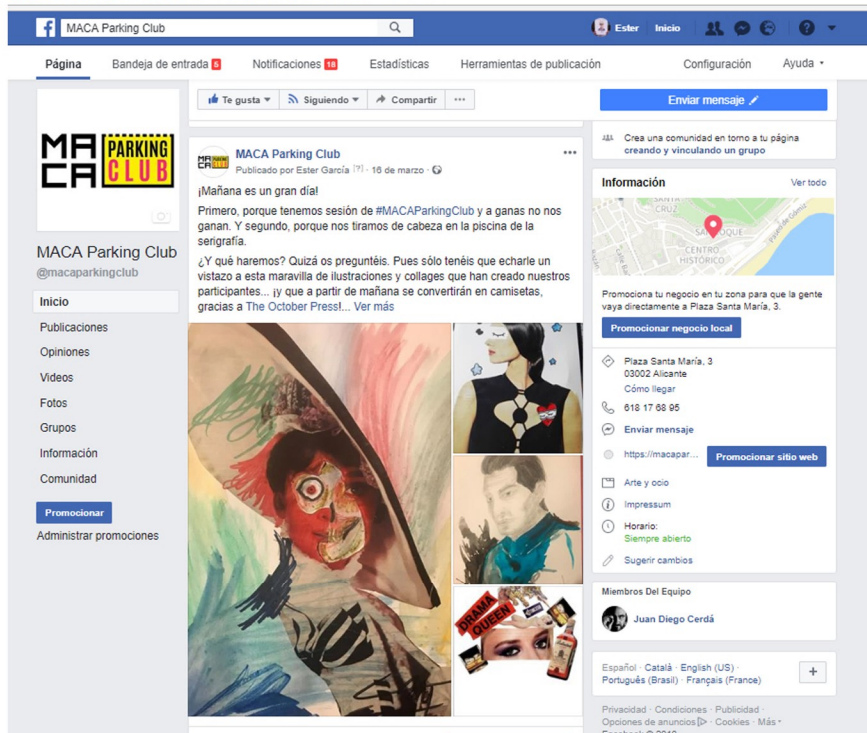 MACA Parking Club
Ester
Inicio
Página
Bandeja de entrada 5
Notificaciones 18
Estadísticas
Herramientas de publicación
Configuración
Ayuda
MACA PARKING CLUB
MACA Parking Club
@macaparkingclub
Inicio
Publicaciones
Opiniones
Videos
Fotos
Grupos
Información
Comunidad
Promocionar
Administrar promociones
Te gusta
Siguiendo
Compartir
Enviar mensaje
MACA Parking Club
Publicado por Ester García [?] · 16 de marzo ·
¡Mañana es un gran día!
Primero, porque tenemos sesión de #MACAParkingClub y a ganas no nos
ganan. Y segundo, porque nos tiramos de cabeza en la piscina de la
serigrafía.
¿Y qué haremos? Quizá os preguntéis. Pues sólo tenéis que echarle un
vistazo a esta maravilla de ilustraciones y collages que han creado nuestros
participantes... ¡y que a partir de mañana se convertirán en camisetas,
gracias a The October Press!... Ver más
DRAMA
QUEEN
Crea una comunidad en torno a tu página
creando y vinculando un grupo
Información
Ver todo
SANTA
CRUZ
CENTRO
HISTÓRICO
Promociona tu negocio en tu zona para que la gente
vaya directamente a Plaza Santa María, 3.
Promocionar negocio local
Plaza Santa María, 3
03002 Alicante
Cómo llegar
618 17 68 95
Enviar mensaje
https://macapar...
Promocionar sitio web
Arte y ocio
Impressum
Horario:
Siempre abierto
Sugerir cambios
Miembros Del Equipo
Juan Diego Cerdá
Español · Català · English (US) ·
Português (Brasil) · Français (France)
Privacidad · Condiciones · Publicidad ·
Opciones de anuncios · Cookies · Más